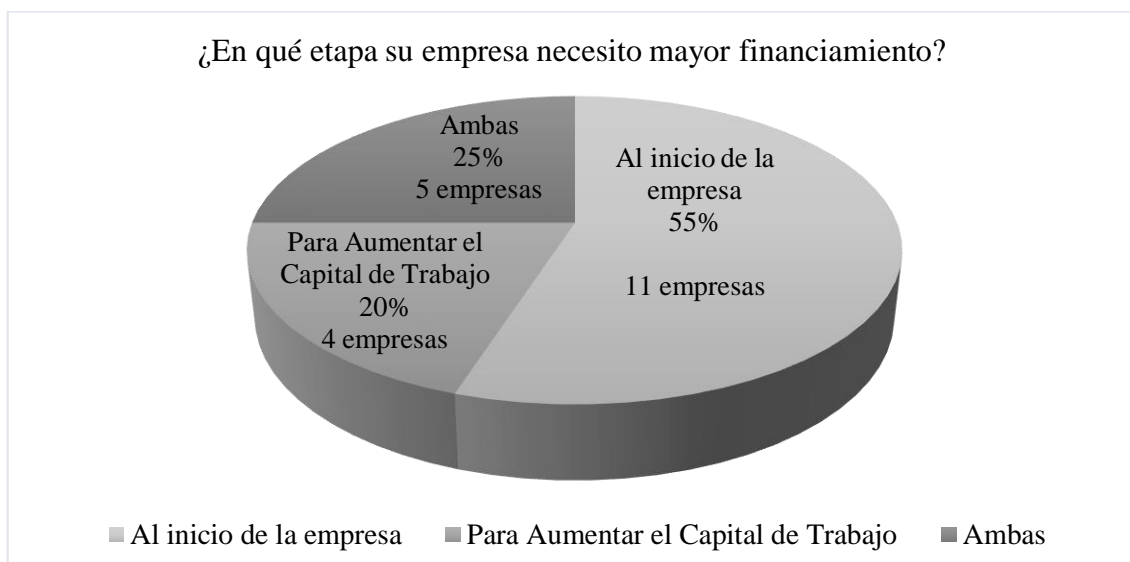 ¿En qué etapa su empresa necesito mayor financiamiento?
Ambas
25%
5 empresas
Al inicio de la
empresa
55%
11 empresas
Para Aumentar el
Capital de Trabajo
20%
4 empresas
Al inicio de la empresa
Para Aumentar el Capital de Trabajo
Ambas